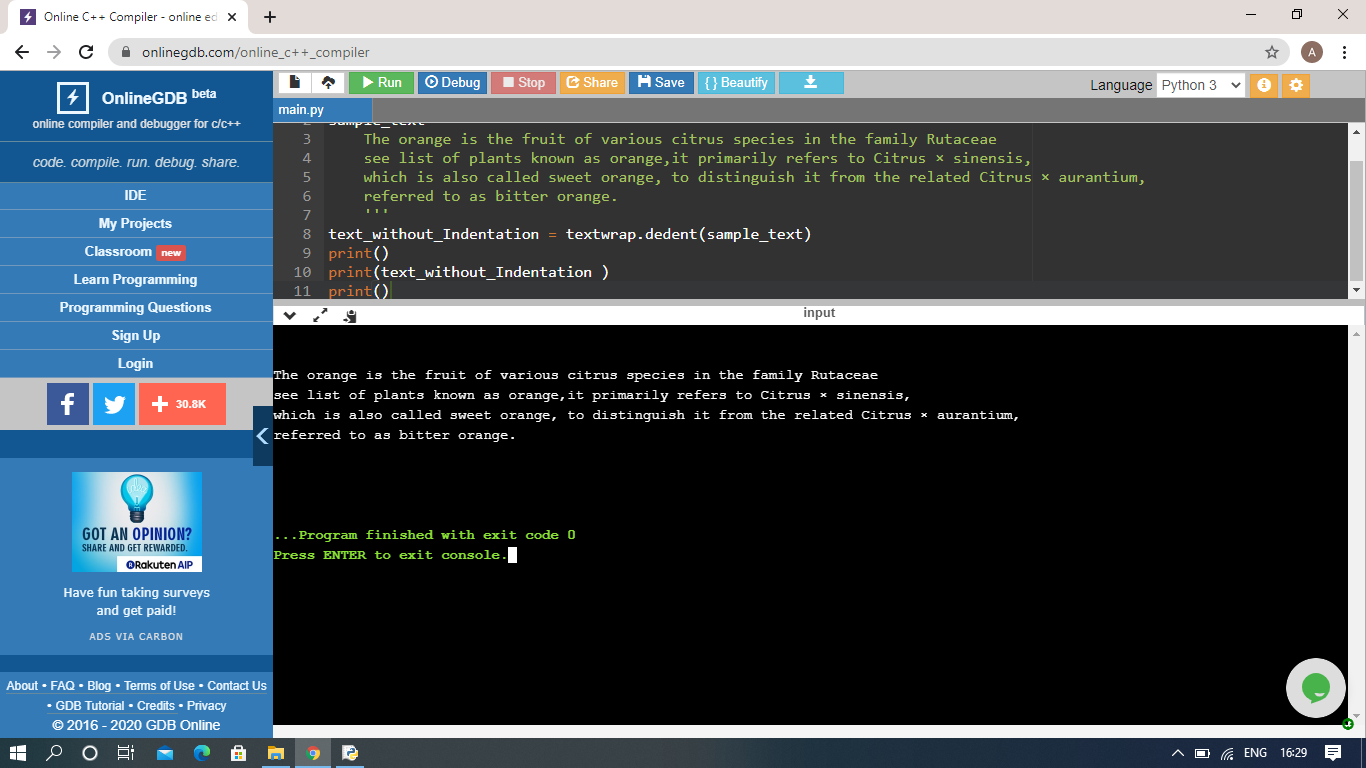 Online C++ Compiler - online ed
onlinegdb.com/online_c++_compiler
A
OnlineGDB beta
online compiler and debugger for c/c++
code. compile. run. debug. share.
IDE
My Projects
Classroom new
Learn Programming
Programming Questions
Sign Up
Login
30.8K
GOT AN OPINION?
SHARE AND GET REWARDED.
Rakuten AIP
Have fun taking surveys
and get paid!
ADS VIA CARBON
About • FAQ • Blog • Terms of Use • Contact Us
• GDB Tutorial • Credits • Privacy
© 2016 - 2020 GDB Online
Run Debug Stop Share Save { } Beautify
Language Python 3
main.py
2 sample_text
3 The orange is the fruit of various citrus species in the family Rutaceae
4 see list of plants known as orange,it primarily refers to Citrus × sinensis,
5 which is also called sweet orange, to distinguish it from the related Citrus × aurantium,
6 referred to as bitter orange.
7 '''
8 text_without_Indentation = textwrap.dedent(sample_text)
9 print()
10 print(text_without_Indentation )
11 print()
input
The orange is the fruit of various citrus species in the family Rutaceae
see list of plants known as orange,it primarily refers to Citrus × sinensis,
which is also called sweet orange, to distinguish it from the related Citrus × aurantium,
referred to as bitter orange.
...Program finished with exit code 0
Press ENTER to exit console.
ENG 16:29